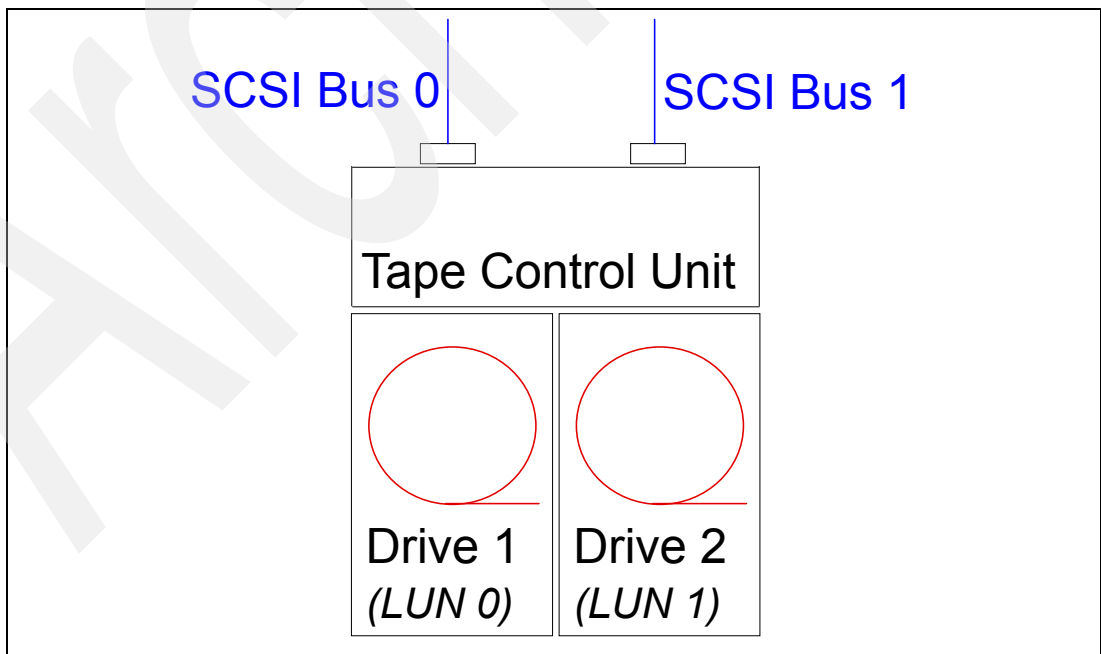 SCSI Bus 0 SCSI Bus 1
Tape Control Unit
Drive 1 Drive 2
(LUN 0) (LUN 1)